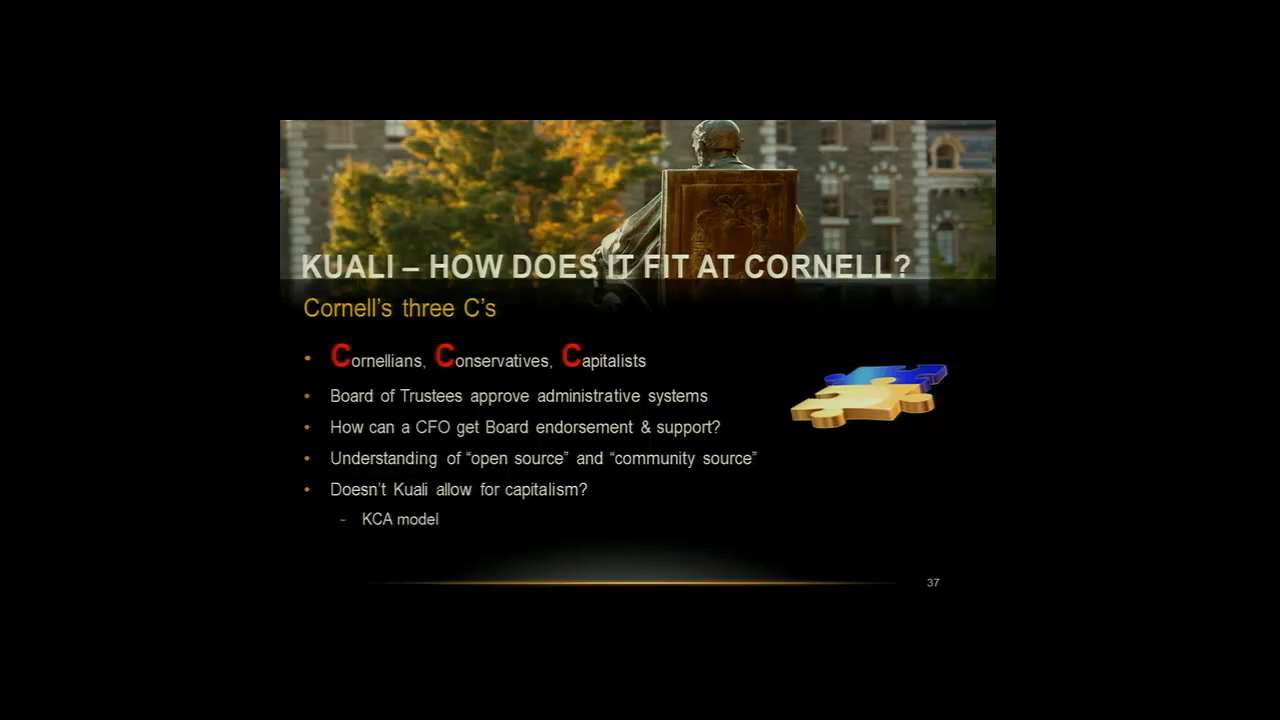 KUALI – HOW DOES IT FIT AT CORNELL?
Cornell's three C's
• Cornellians, Conservatives, Capitalists
• Board of Trustees approve administrative systems
• How can a CFO get Board endorsement & support?
• Understanding of “open source” and “community source”
• Doesn't Kuali allow for capitalism?
- KCA model
37